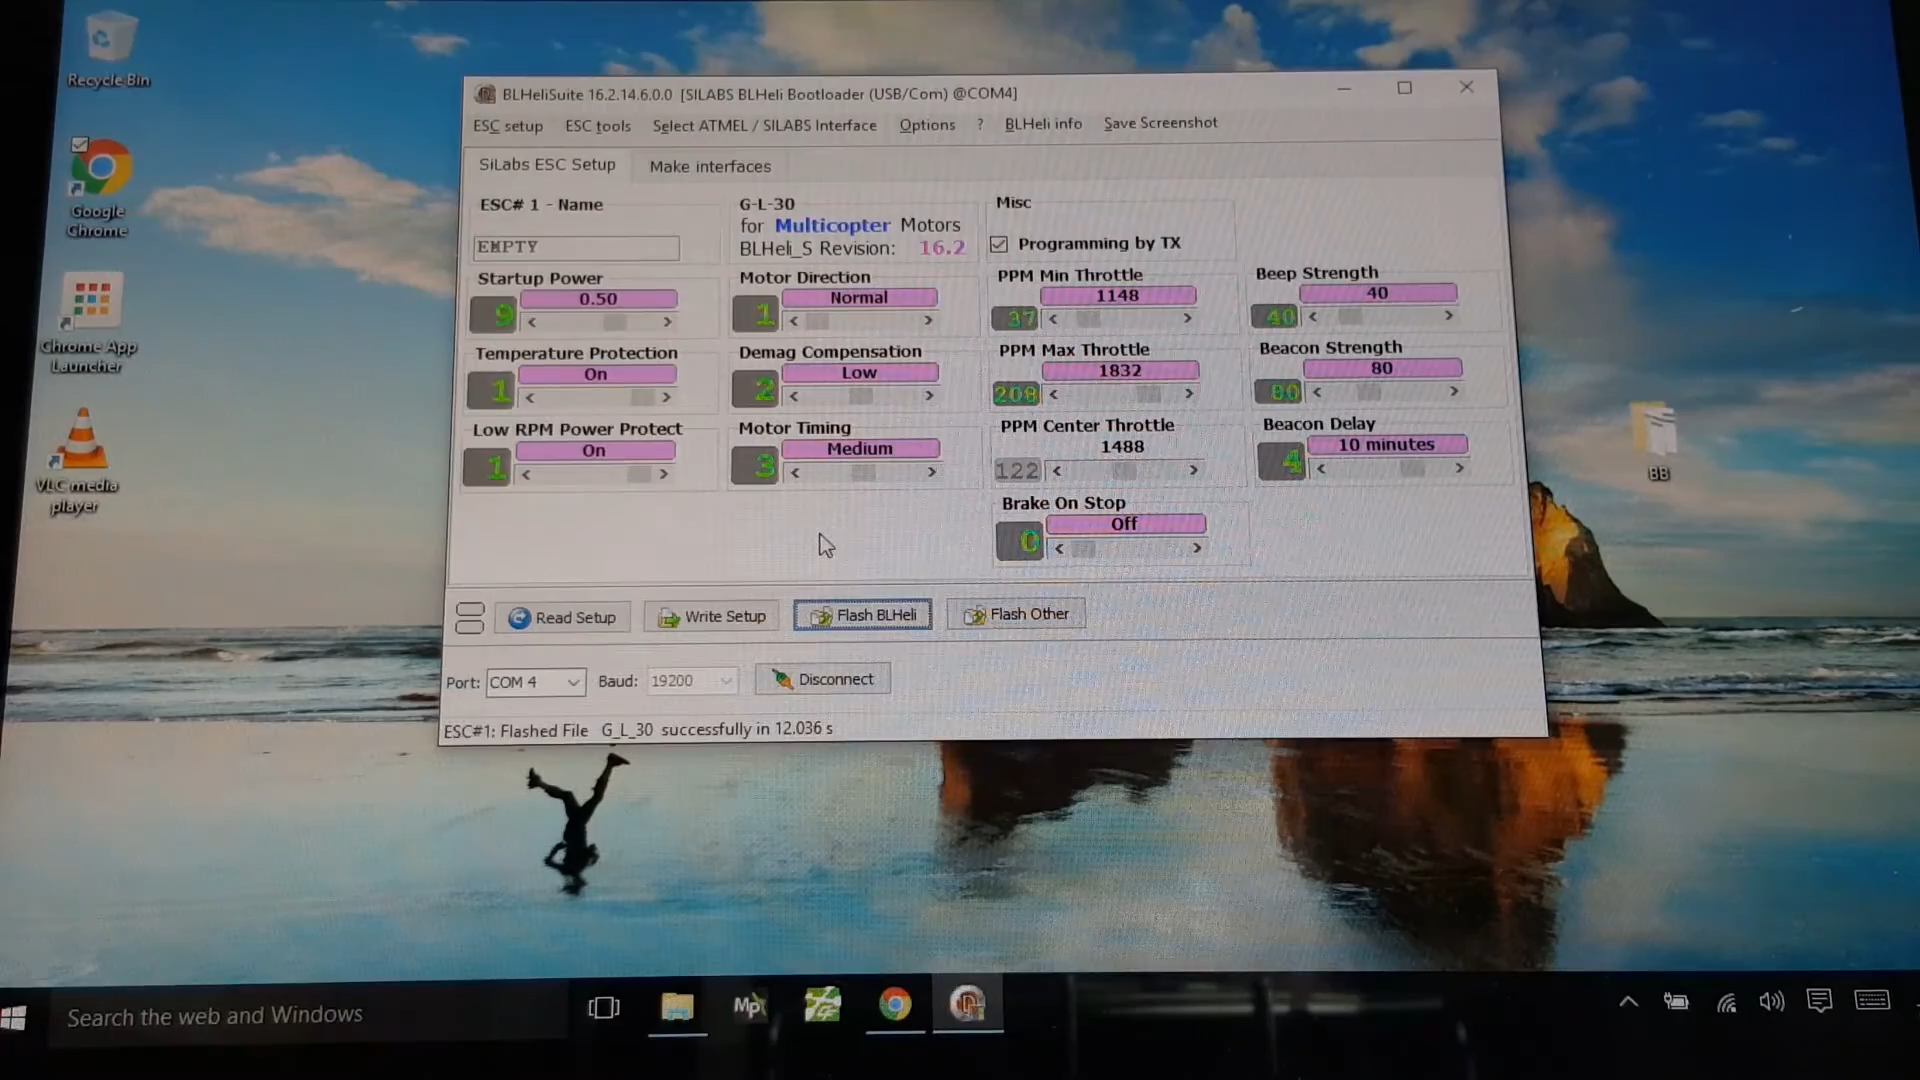 Recycle Bin
Google
Chrome
Chrome App
Launcher
VLC media
player
BB
BLHeliSuite 16.2.14.6.0.0 [SILABS BLHeli Bootloader (USB/Com) @COM4]
ESC setup ESC tools Select ATMEL / SILABS Interface Options ? BLHeli info Save Screenshot
SiLabs ESC Setup Make interfaces
ESC# 1 - Name
EMPTY
G-L-30
for Multicopter Motors
BLHeli_S Revision: 16.2
Misc
Programming by TX
Startup Power
0.50
9
Motor Direction
Normal
1
PPM Min Throttle
1148
37
Beep Strength
40
40
Temperature Protection
On
1
Demag Compensation
Low
2
PPM Max Throttle
1832
208
Beacon Strength
80
80
Low RPM Power Protect
On
1
Motor Timing
Medium
3
PPM Center Throttle
1488
122
Beacon Delay
10 minutes
4
Brake On Stop
Off
0
Read Setup Write Setup Flash BLHeli Flash Other
Port: COM 4 Baud: 19200 Disconnect
ESC#1: Flashed File G_L_30 successfully in 12.036 s
Search the web and Windows
Mp